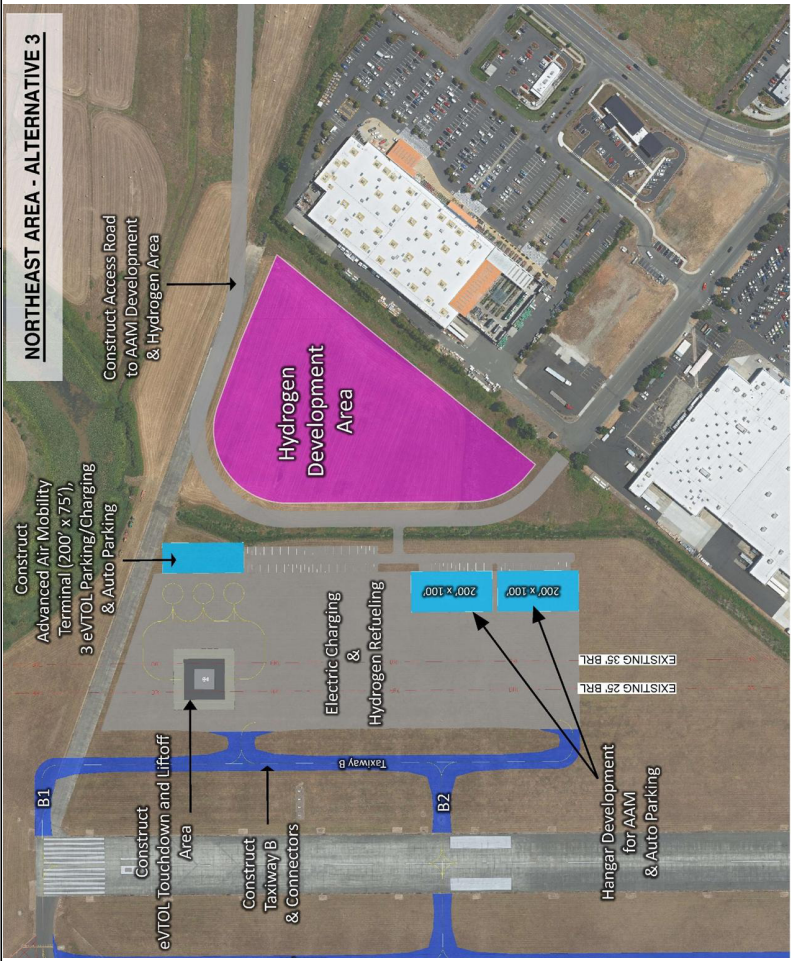 NORTHEAST AREA - ALTERNATIVE 3
Construct Access Road
to AAM Development
& Hydrogen Area
Construct
Advanced Air Mobility
Terminal (200' x 75'),
3 eVTOL Parking/Charging
& Auto Parking
Hydrogen
Development
Area
Electric Charging
&
Hydrogen Refueling
200' x 100'
200' x 100'
EXISTING 35' BRL
EXISTING 25' BRL
Construct
eVTOL Touchdown and Liftoff
Area
Construct
Taxiway B
& Connectors
Taxiway B
B1
B2
Hangar Development
for AAM
& Auto Parking